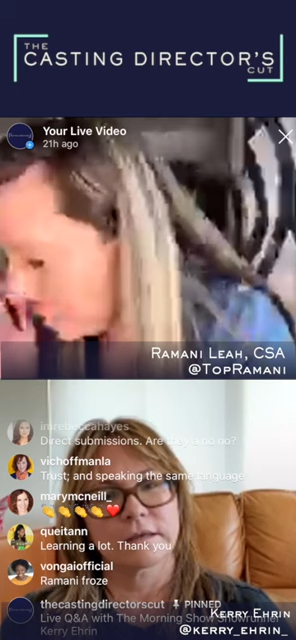 THE
CASTING DIRECTOR'S
CUT
Your Live Video
21h ago
RAMANI LEAH, CSA
@TOPRAMANI
imrebeccahayes
Direct submissions. Are they a no no?
vichoffmanla
Trust; and speaking the same language
marymcneill_
👏👏👏👏❤️
queitann
Learning a lot. Thank you
vongaiofficial
Ramani froze
thecastingdirectorscut PINNED
Live Q&A with The Morning Show Showrunner
Kerry Ehrin
KERRY EHRIN
@KERRY_EHRIN_